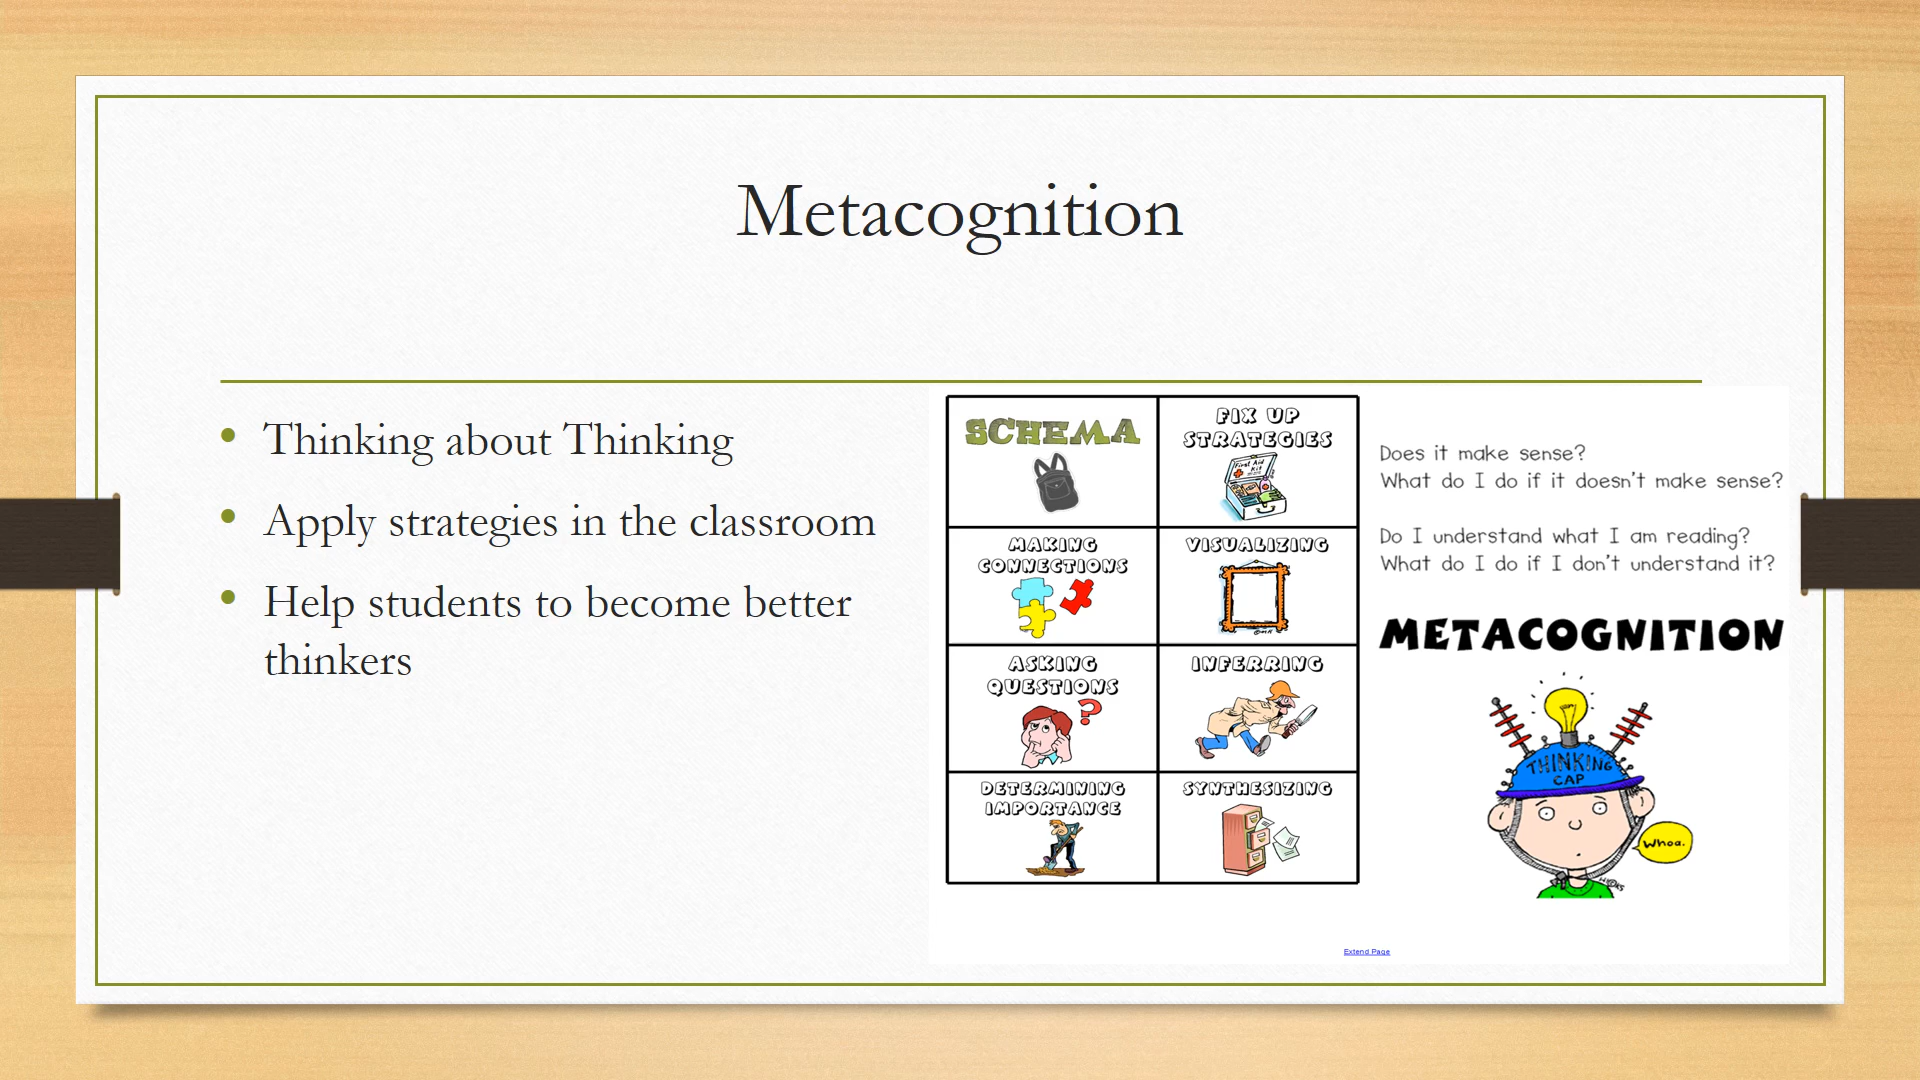 Metacognition
• Thinking about Thinking
• Apply strategies in the classroom
• Help students to become better
thinkers
SCHEMA
FIX UP
STRATEGIES
First Aid
Kit
MAKING
CONNECTIONS
VISUALIZING
ASKING
QUESTIONS
?
INFERRING
DETERMINING
IMPORTANCE
SYNTHESIZING
Does it make sense?
What do I do if it doesn't make sense?
Do I understand what I am reading?
What do I do if I don't understand it?
METACOGNITION
THINKING
CAP
Whoa.
Extend Page